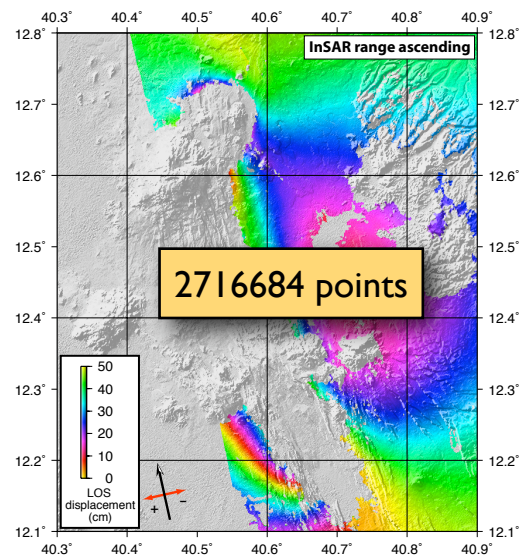 40.3˚ 40.4˚ 40.5˚ 40.6˚ 40.7˚ 40.8˚ 40.9˚
12.8˚ 12.8˚
InSAR range ascending
12.7˚ 12.7˚
12.6˚ 12.6˚
12.5˚ 12.5˚
2716684 points
12.4˚ 12.4˚
12.3˚ 12.3˚
50
40
30
20
10
0
LOS
displacement
(cm)
+ −
12.2˚ 12.2˚
12.1˚ 12.1˚
40.3˚ 40.4˚ 40.5˚ 40.6˚ 40.7˚ 40.8˚ 40.9˚